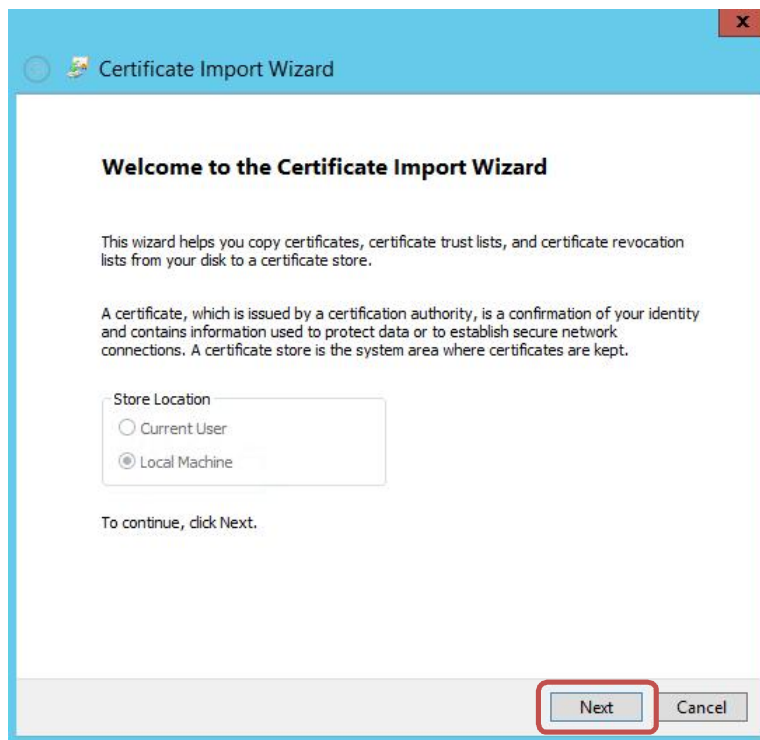 x
Certificate Import Wizard
Welcome to the Certificate Import Wizard
This wizard helps you copy certificates, certificate trust lists, and certificate revocation
lists from your disk to a certificate store.
A certificate, which is issued by a certification authority, is a confirmation of your identity
and contains information used to protect data or to establish secure network
connections. A certificate store is the system area where certificates are kept.
Store Location
Current User
Local Machine
To continue, click Next.
Next Cancel